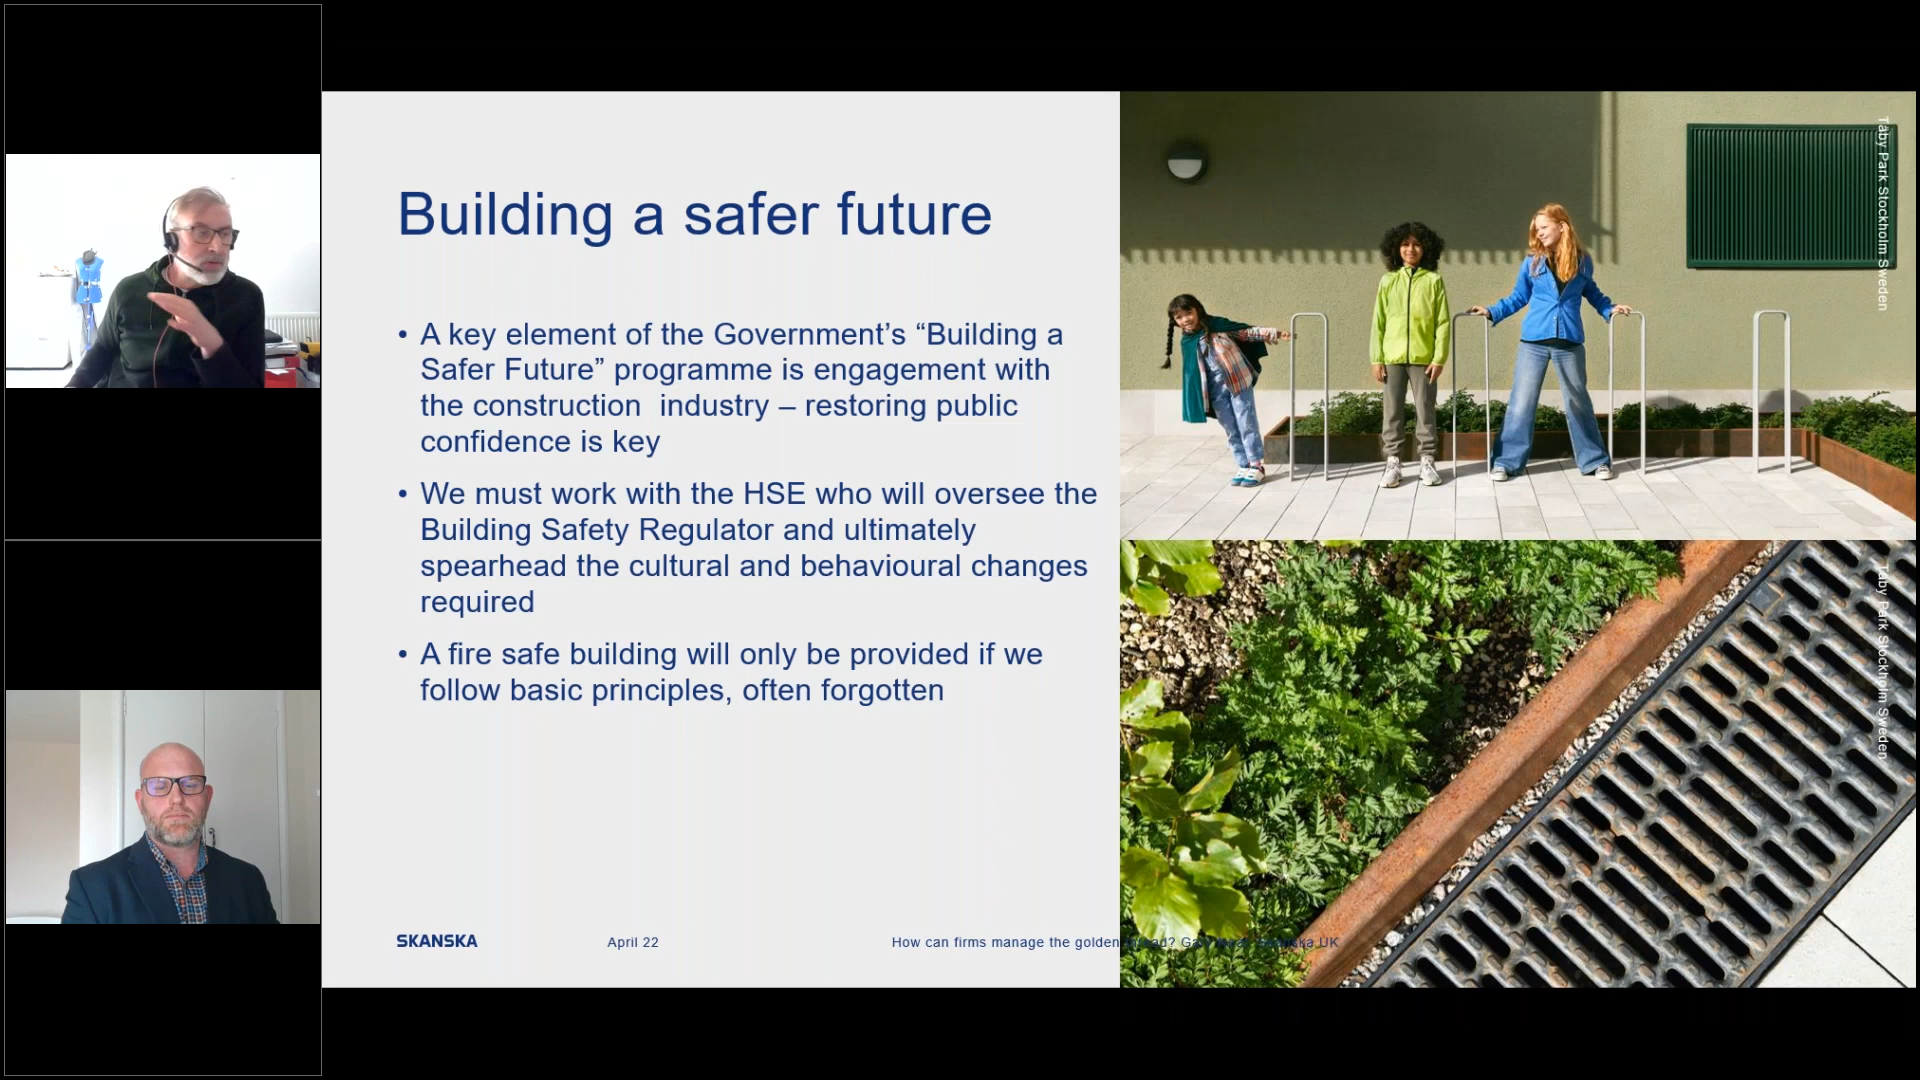 Building a safer future
• A key element of the Government’s “Building a
Safer Future” programme is engagement with
the construction  industry – restoring public
confidence is key
• We must work with the HSE who will oversee the
Building Safety Regulator and ultimately
spearhead the cultural and behavioural changes
required
• A fire safe building will only be provided if we
follow basic principles, often forgotten
SKANSKA
April 22
How can firms manage the golden thread? Skanska UK
Täby Park Stockholm Sweden
Täby Park Stockholm Sweden